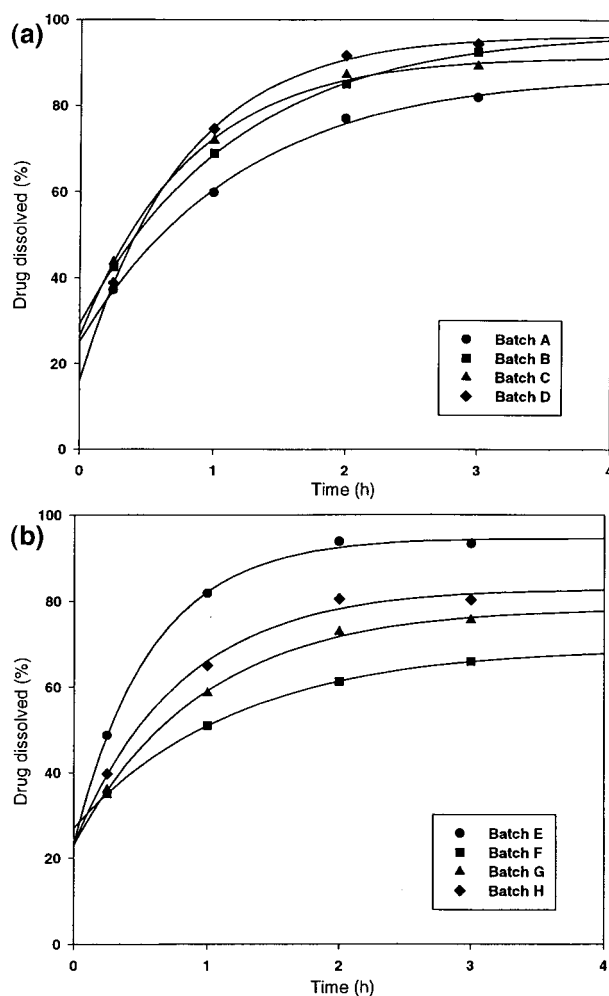 (a)
100
80
60
40
20
0
Drug dissolved (%)
Batch A
Batch B
Batch C
Batch D
0 1 2 3 4
Time (h)
(b)
100
80
60
40
20
0
Drug dissolved (%)
Batch E
Batch F
Batch G
Batch H
0 1 2 3 4
Time (h)